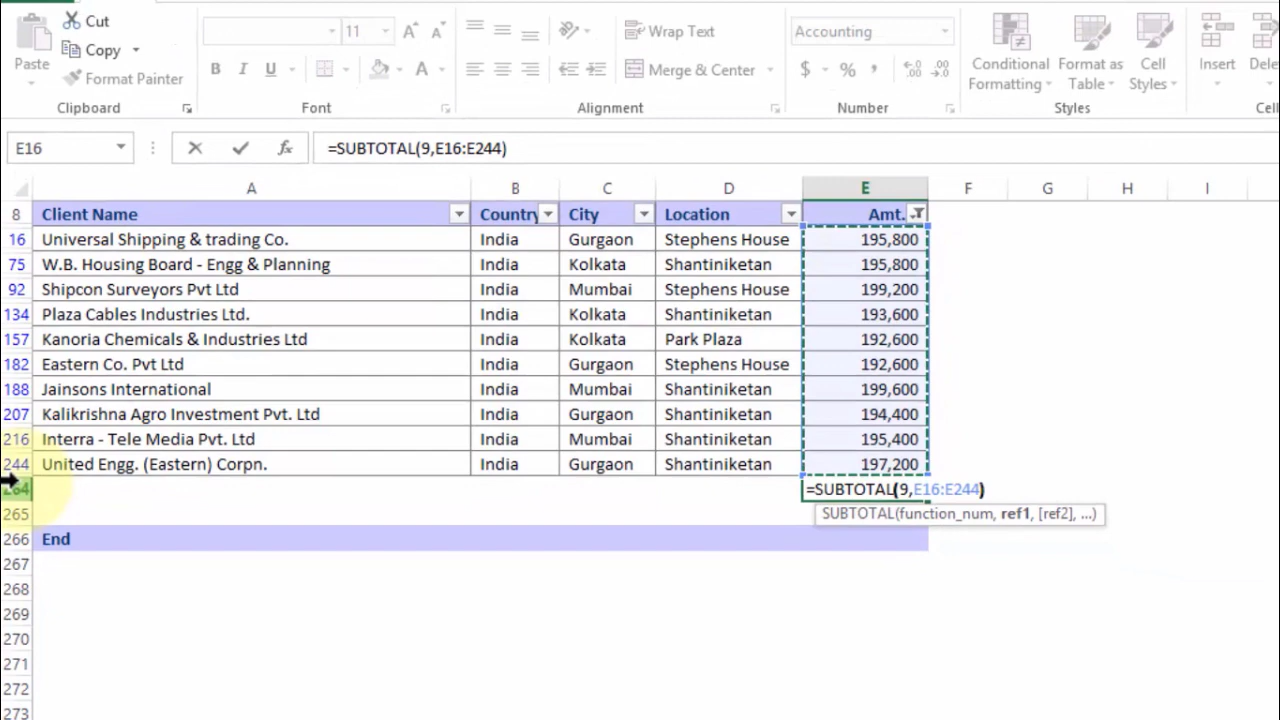 Cut
Copy
Format Painter
Paste
Clipboard
11
A A
B I U A
Font
Wrap Text
Merge & Center
Alignment
Accounting
$ % ,
Number
Conditional Formatting
Format as Table
Cell Styles
Styles
Insert
Dele
Cell
E16
fx
=SUBTOTAL(9,E16:E244)
A B C D E F G H I
8 Client Name Country City Location Amt.
16 Universal Shipping & trading Co. India Gurgaon Stephens House 195,800
75 W.B. Housing Board - Engg & Planning India Kolkata Shantiniketan 195,800
92 Shipcon Surveyors Pvt Ltd India Mumbai Stephens House 199,200
134 Plaza Cables Industries Ltd. India Kolkata Shantiniketan 193,600
157 Kanoria Chemicals & Industries Ltd India Kolkata Park Plaza 192,600
182 Eastern Co. Pvt Ltd India Gurgaon Stephens House 192,600
188 Jainsons International India Mumbai Shantiniketan 199,600
207 Kalikrishna Agro Investment Pvt. Ltd India Gurgaon Shantiniketan 194,400
216 Interra - Tele Media Pvt. Ltd India Mumbai Shantiniketan 195,400
244 United Engg. (Eastern) Corpn. India Gurgaon Shantiniketan 197,200
264 =SUBTOTAL(9,E16:E244)
265 SUBTOTAL(function_num, ref1, [ref2], ...)
266 End
267
268
269
270
271
272
273